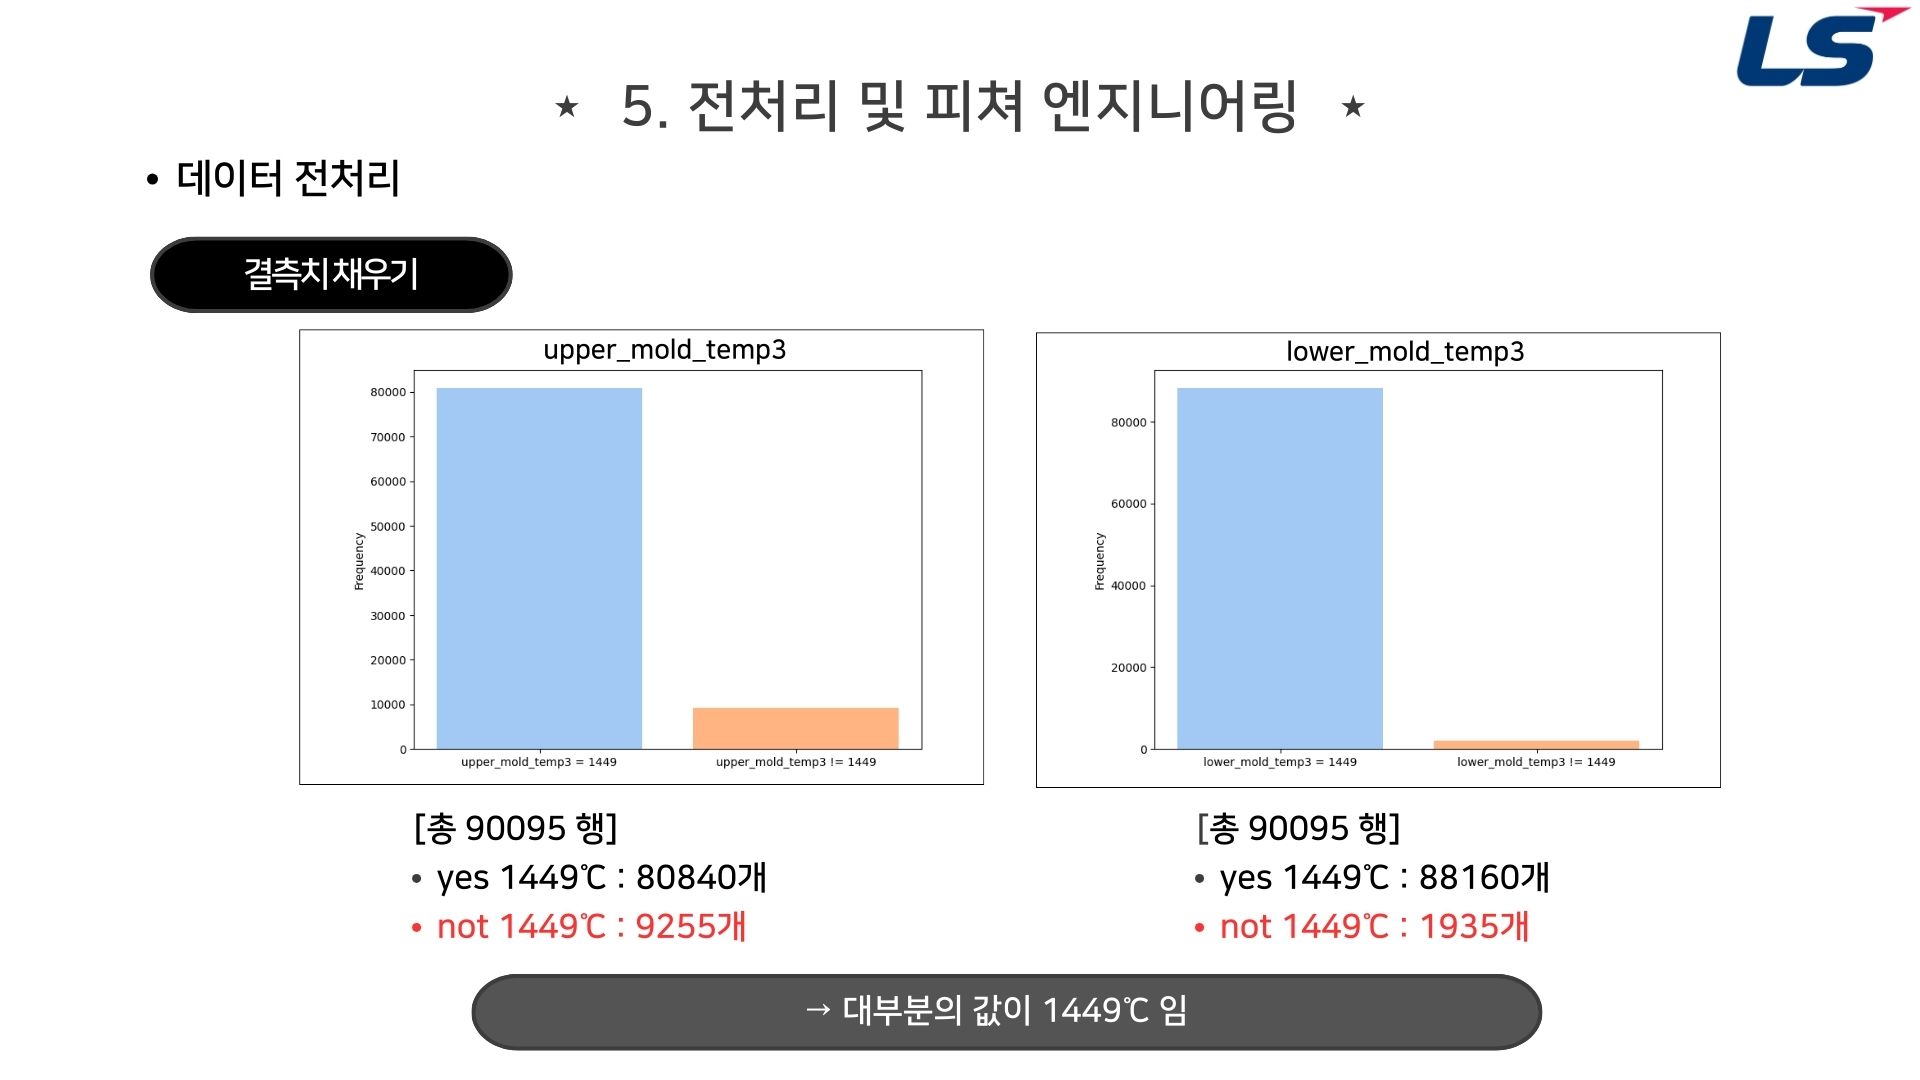 LS
★ 5. 전처리 및 피쳐 엔지니어링 ★
• 데이터 전처리
결측치 채우기
upper_mold_temp3
80000
70000
60000
50000
40000
30000
20000
10000
0
Frequency
upper_mold_temp3 = 1449
upper_mold_temp3 != 1449
lower_mold_temp3
80000
60000
40000
20000
0
Frequency
lower_mold_temp3 = 1449
lower_mold_temp3 != 1449
[총 90095 행]
• yes 1449℃ : 80840개
• not 1449℃ : 9255개
[총 90095 행]
• yes 1449℃ : 88160개
• not 1449℃ : 1935개
→ 대부분의 값이 1449℃ 임